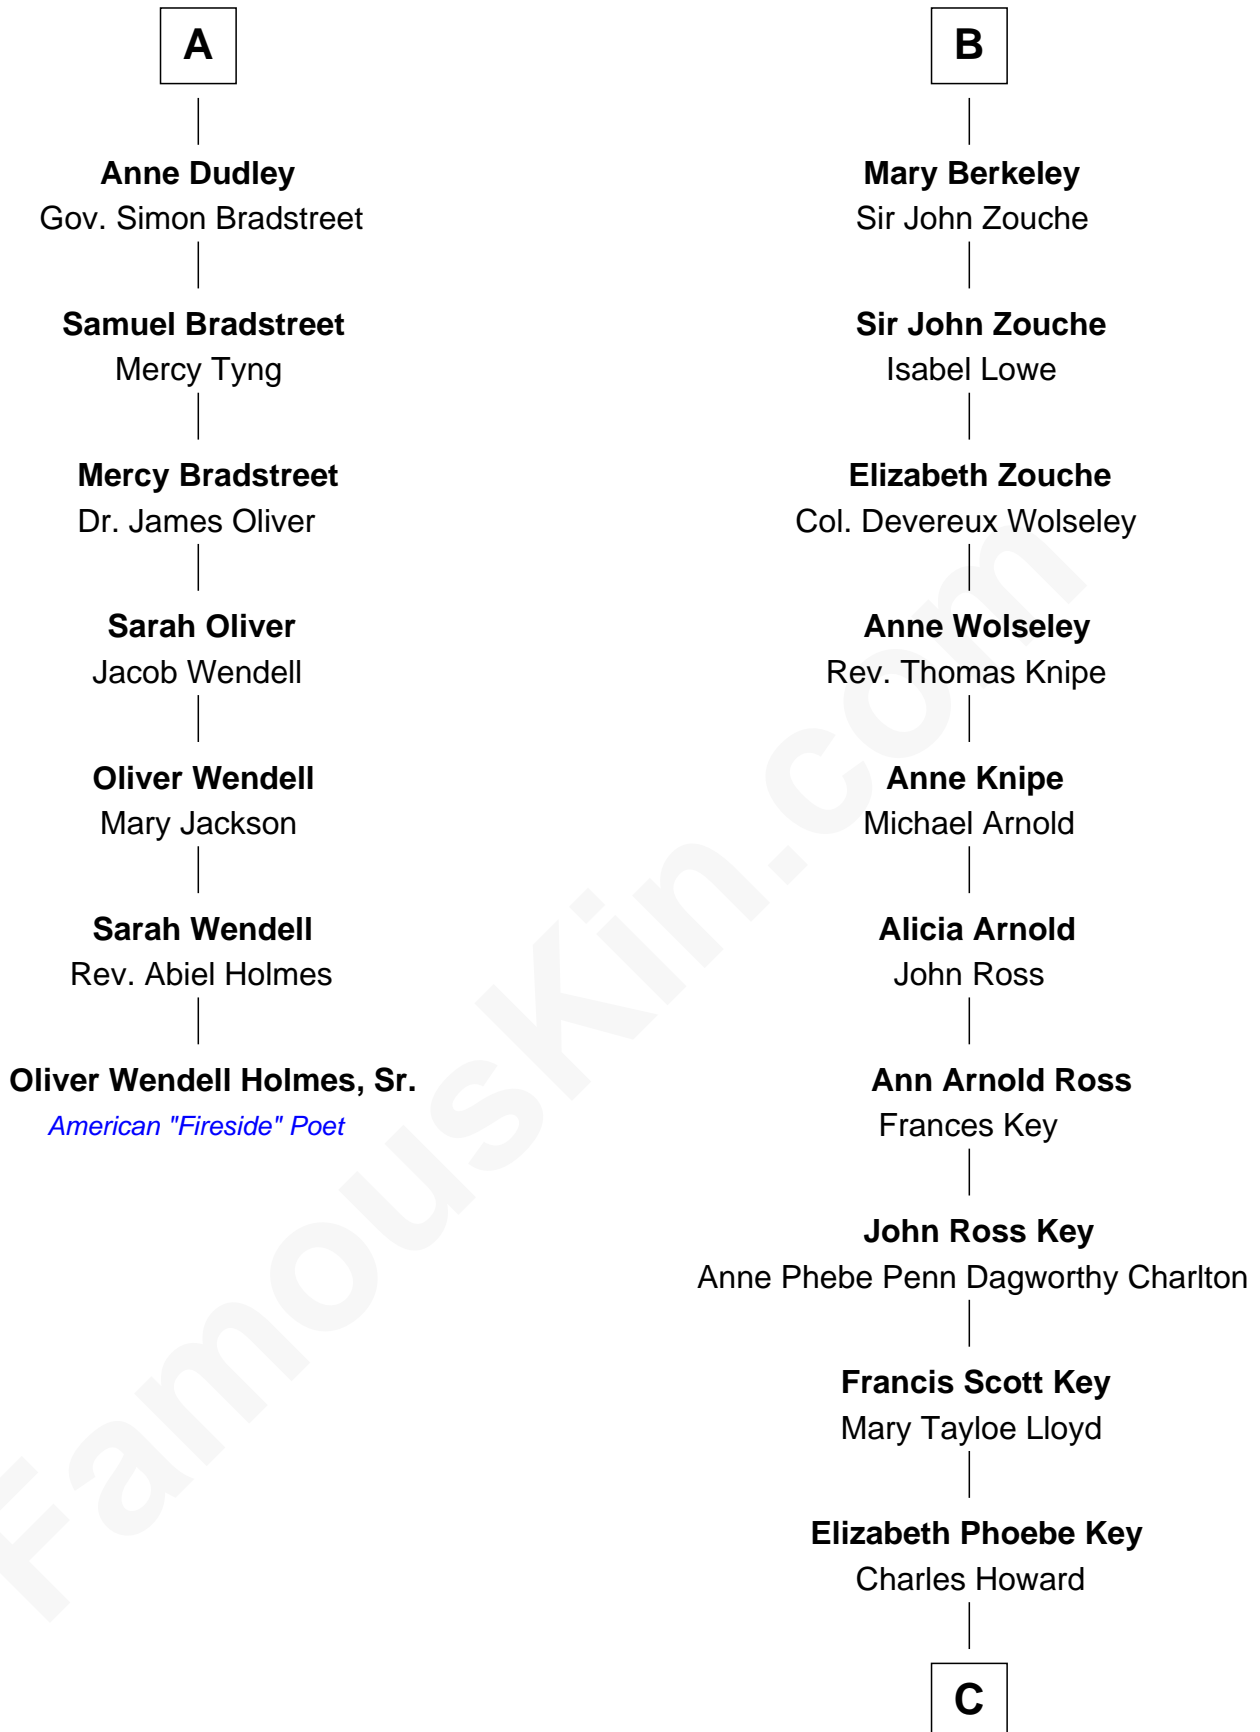 A
Anne Dudley
Gov. Simon Bradstreet
Samuel Bradstreet
Mercy Tyng
Mercy Bradstreet
Dr. James Oliver
Sarah Oliver
Jacob Wendell
Oliver Wendell
Mary Jackson
Sarah Wendell
Rev. Abiel Holmes
Oliver Wendell Holmes, Sr.
American "Fireside" Poet
B
Mary Berkeley
Sir John Zouche
Sir John Zouche
Isabel Lowe
Elizabeth Zouche
Col. Devereux Wolseley
Anne Wolseley
Rev. Thomas Knipe
Anne Knipe
Michael Arnold
Alicia Arnold
John Ross
Ann Arnold Ross
Frances Key
John Ross Key
Anne Phebe Penn Dagworthy Charlton
Francis Scott Key
Mary Tayloe Lloyd
Elizabeth Phoebe Key
Charles Howard
C
FamousKin.com